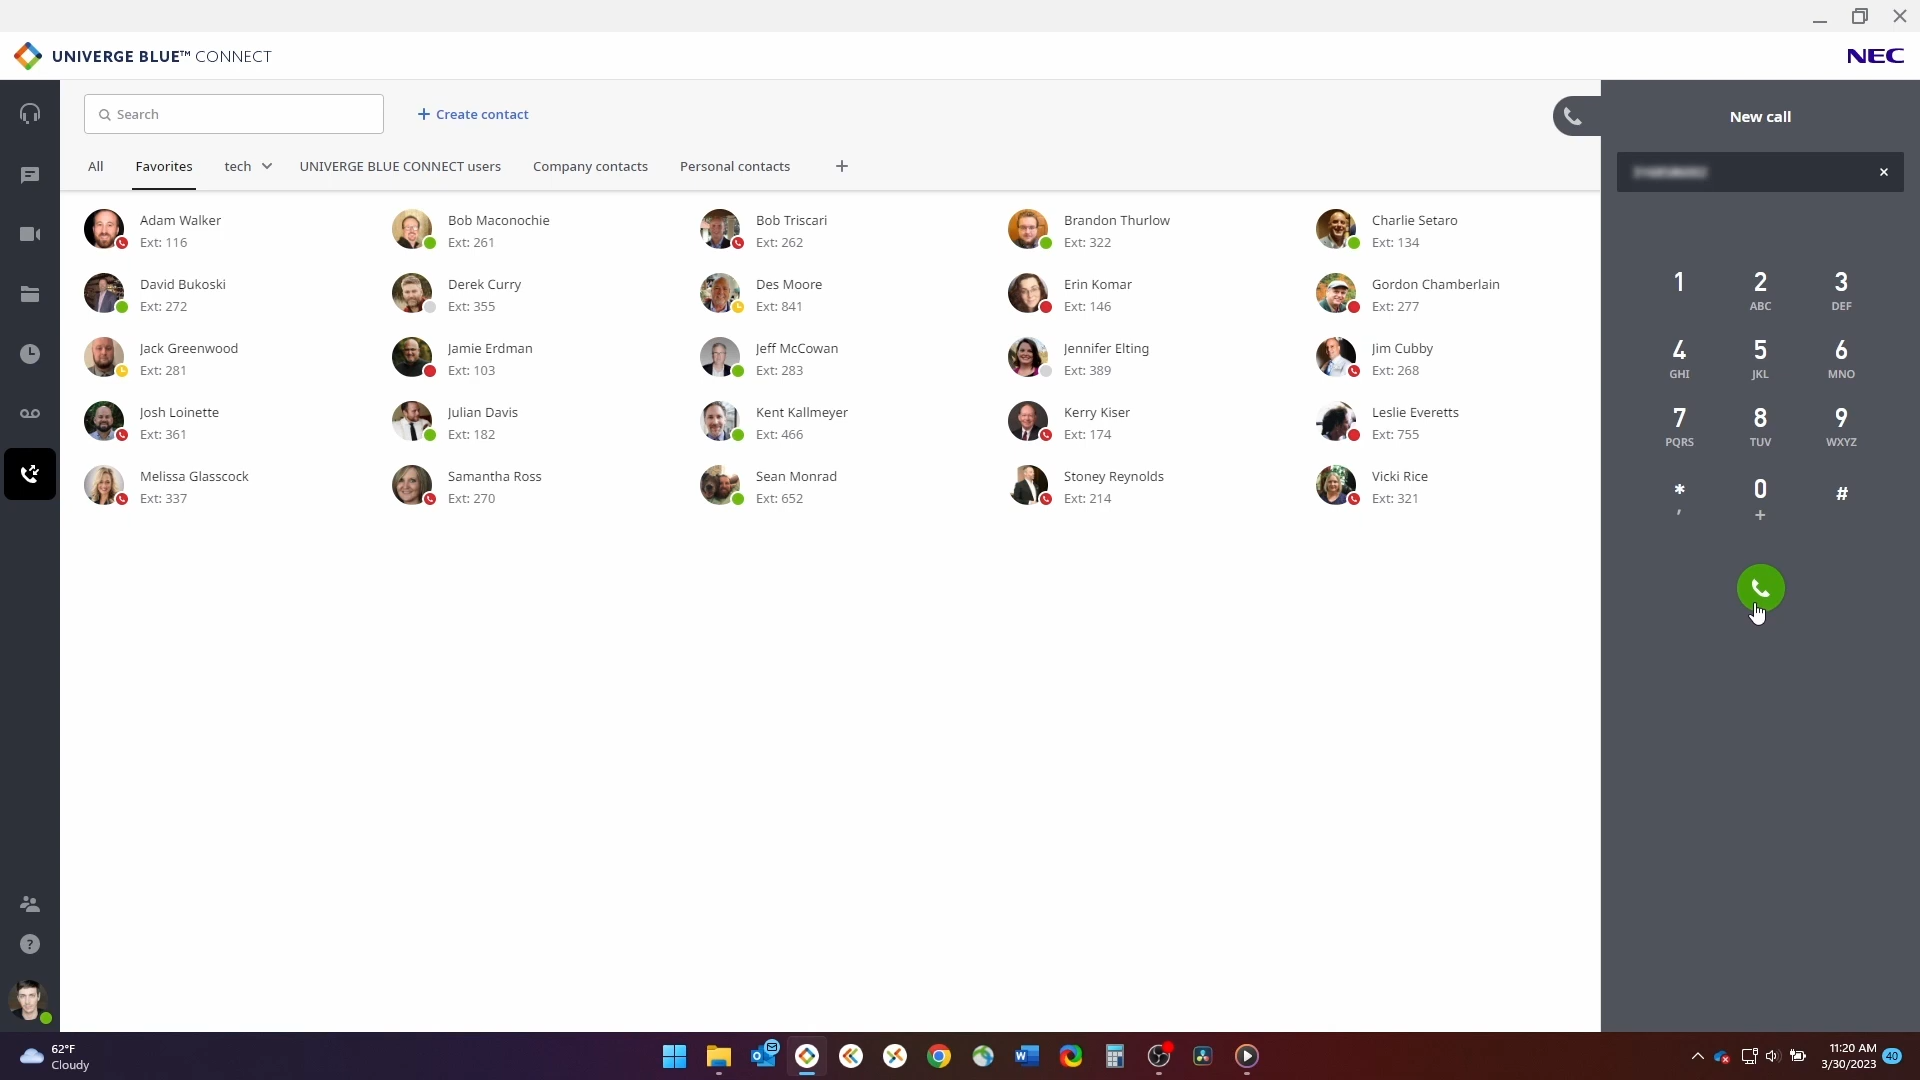 UNIVERGE BLUE™ CONNECT
NEC
Search
+ Create contact
New call
All
Favorites
tech
UNIVERGE BLUE CONNECT users
Company contacts
Personal contacts
+
Adam Walker
Ext: 116
Bob Maconochie
Ext: 261
Bob Triscari
Ext: 262
Brandon Thurlow
Ext: 322
Charlie Setaro
Ext: 134
David Bukoski
Ext: 272
Derek Curry
Ext: 355
Des Moore
Ext: 841
Erin Komar
Ext: 146
Gordon Chamberlain
Ext: 277
Jack Greenwood
Ext: 281
Jamie Erdman
Ext: 103
Jeff McCowan
Ext: 283
Jennifer Elting
Ext: 389
Jim Cubby
Ext: 268
Josh Loinette
Ext: 361
Julian Davis
Ext: 182
Kent Kallmeyer
Ext: 466
Kerry Kiser
Ext: 174
Leslie Everetts
Ext: 755
Melissa Glasscock
Ext: 337
Samantha Ross
Ext: 270
Sean Monrad
Ext: 652
Stoney Reynolds
Ext: 214
Vicki Rice
Ext: 321
1 2 3
ABC DEF
4 5 6
GHI JKL MNO
7 8 9
PQRS TUV WXYZ
* 0 #
, +
?
62°F
Cloudy
11:20 AM
3/30/2023
40